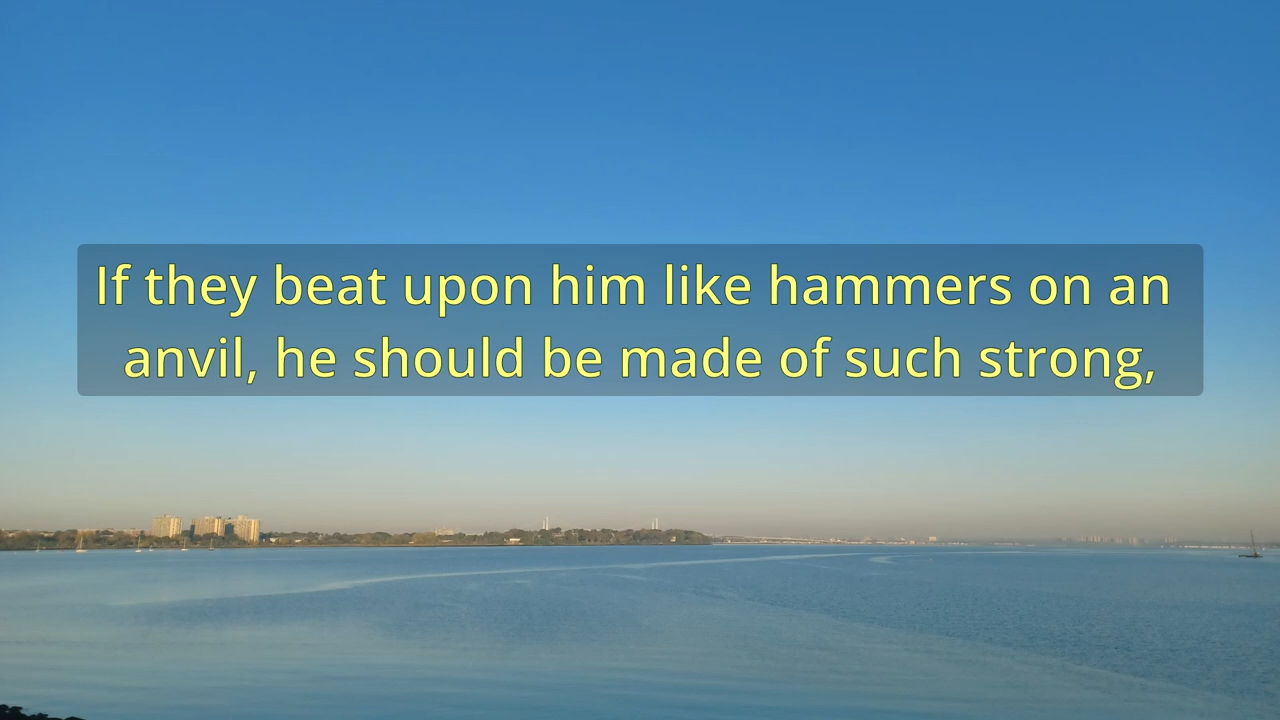 If they beat upon him like hammers on an
anvil, he should be made of such strong,